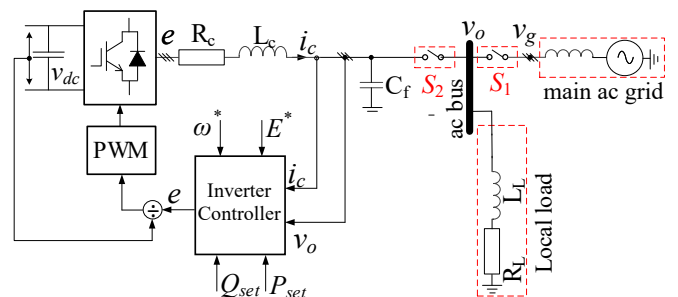 e
R_c
L_c
i_c
v_o
v_g
v_dc
C_f
S_2
S_1
main ac grid
ac bus
-
ω*
E*
PWM
Inverter
Controller
i_c
e
÷
v_o
L_L
R_L
Local load
Q_set
P_set